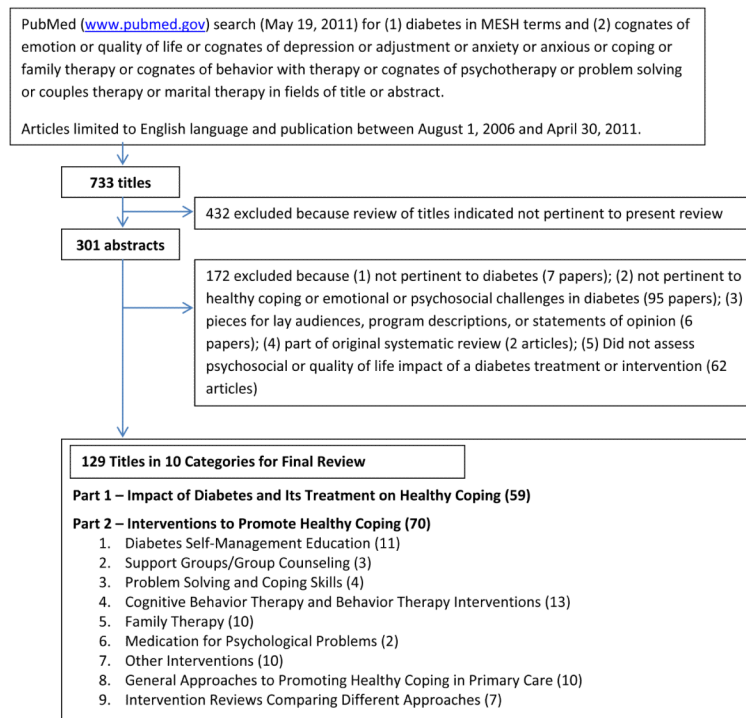 PubMed (www.pubmed.gov) search (May 19, 2011) for (1) diabetes in MESH terms and (2) cognates of
emotion or quality of life or cognates of depression or adjustment or anxiety or anxious or coping or
family therapy or cognates of behavior with therapy or cognates of psychotherapy or problem solving
or couples therapy or marital therapy in fields of title or abstract.
Articles limited to English language and publication between August 1, 2006 and April 30, 2011.
733 titles
432 excluded because review of titles indicated not pertinent to present review
301 abstracts
172 excluded because (1) not pertinent to diabetes (7 papers); (2) not pertinent to
healthy coping or emotional or psychosocial challenges in diabetes (95 papers); (3)
pieces for lay audiences, program descriptions, or statements of opinion (6
papers); (4) part of original systematic review (2 articles); (5) Did not assess
psychosocial or quality of life impact of a diabetes treatment or intervention (62
articles)
129 Titles in 10 Categories for Final Review
Part 1 – Impact of Diabetes and Its Treatment on Healthy Coping (59)
Part 2 – Interventions to Promote Healthy Coping (70)
1. Diabetes Self-Management Education (11)
2. Support Groups/Group Counseling (3)
3. Problem Solving and Coping Skills (4)
4. Cognitive Behavior Therapy and Behavior Therapy Interventions (13)
5. Family Therapy (10)
6. Medication for Psychological Problems (2)
7. Other Interventions (10)
8. General Approaches to Promoting Healthy Coping in Primary Care (10)
9. Intervention Reviews Comparing Different Approaches (7)